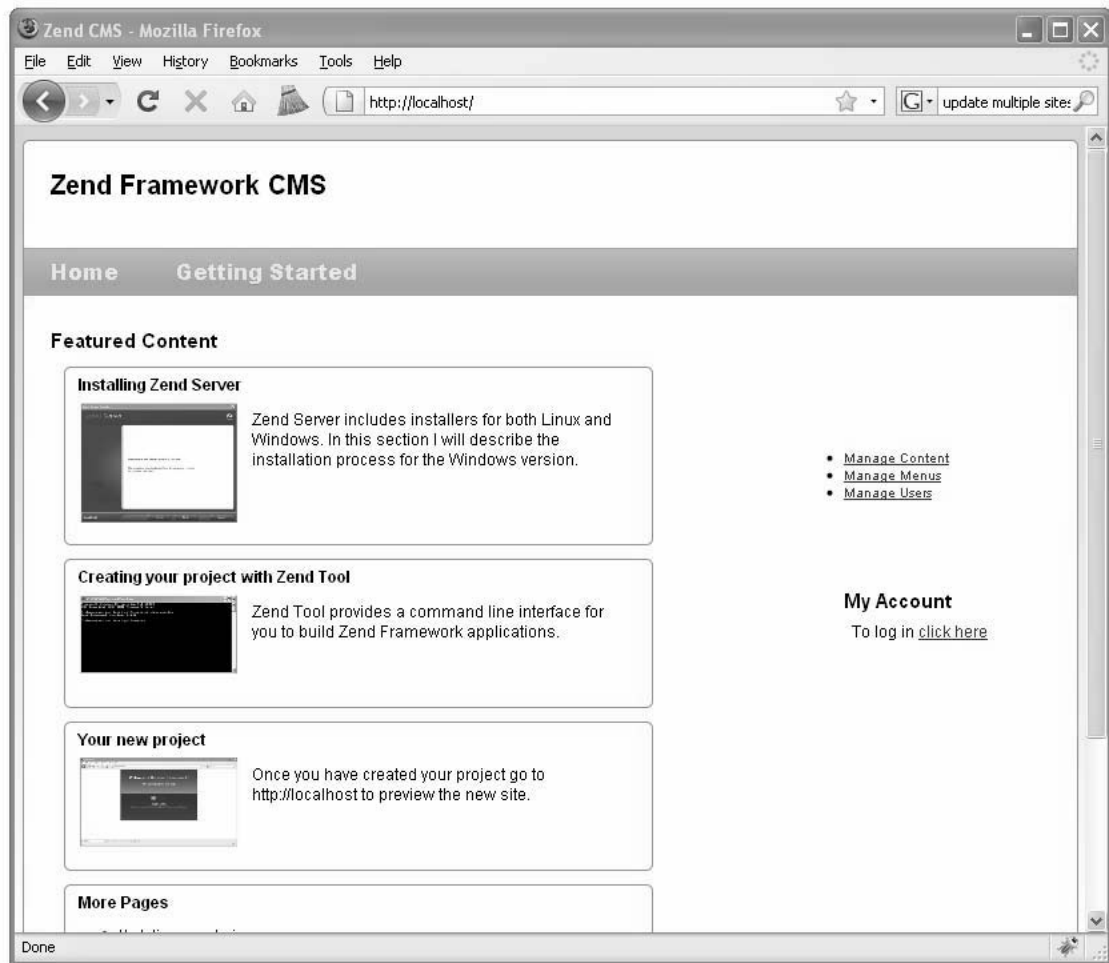 Zend CMS - Mozilla Firefox
File Edit View History Bookmarks Tools Help
http://localhost/
G
update multiple site
Zend Framework CMS
Home Getting Started
Featured Content
Installing Zend Server
Zend Server includes installers for both Linux and
Windows. In this section I will describe the
installation process for the Windows version.
Creating your project with Zend Tool
Zend Tool provides a command line interface for
you to build Zend Framework applications.
Your new project
Once you have created your project go to
http://localhost to preview the new site.
More Pages
Manage Content
Manage Menus
Manage Users
My Account
To log in click here
Done